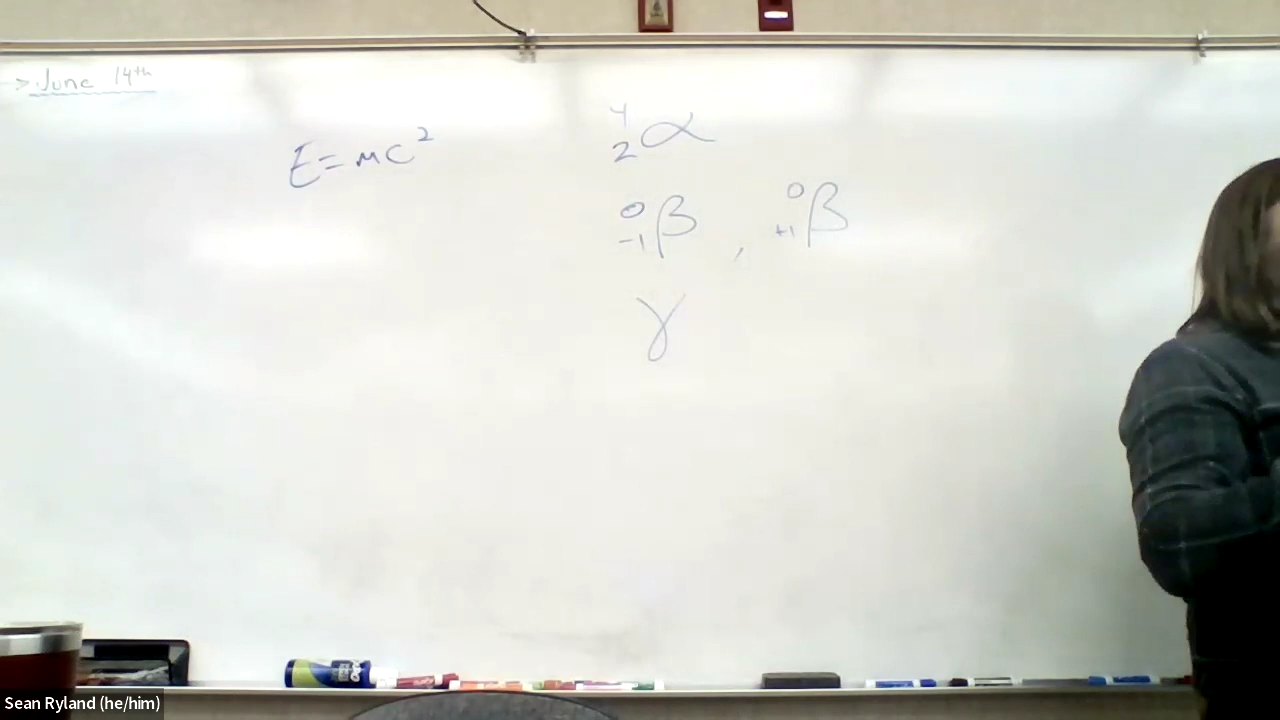 > June 14th
E=mc²
⁴₂α
⁰₋₁β , ⁰₊₁β
γ
Sean Ryland (he/him)